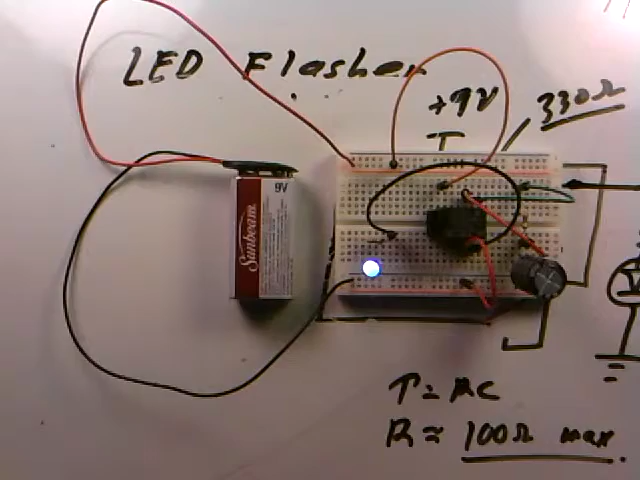 LED Flasher
+9V
330Ω
9V
Sunbeam
T = RC
R ≈ 100Ω max.